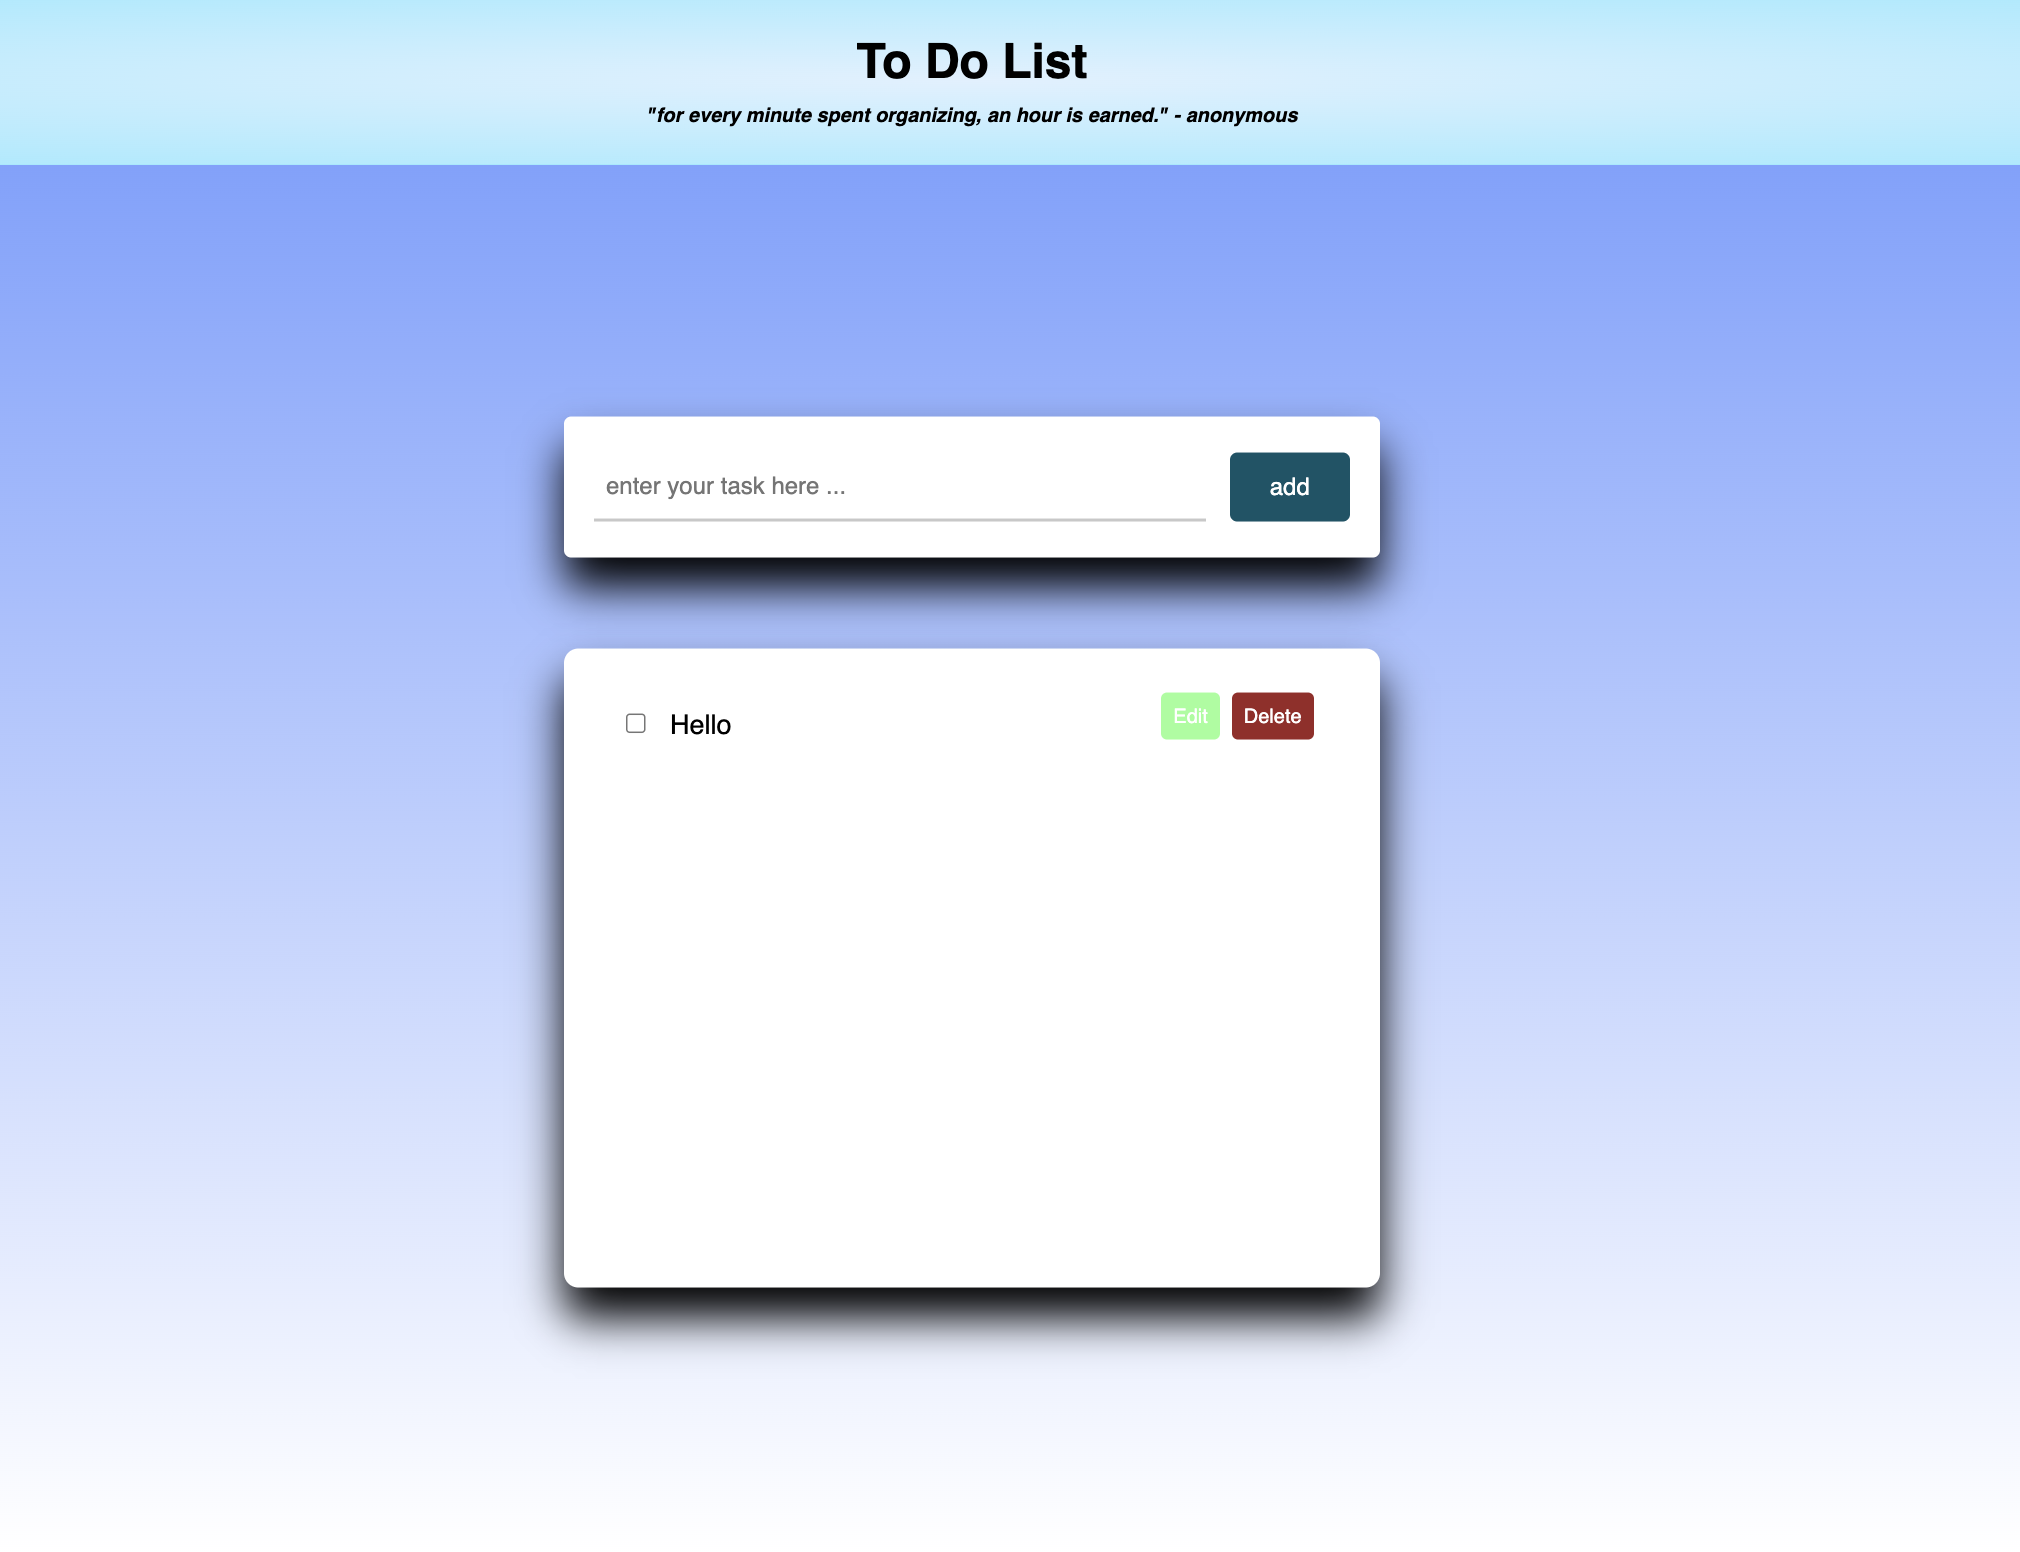 To Do List
"for every minute spent organizing, an hour is earned." - anonymous
enter your task here ...
add
Hello
Edit
Delete